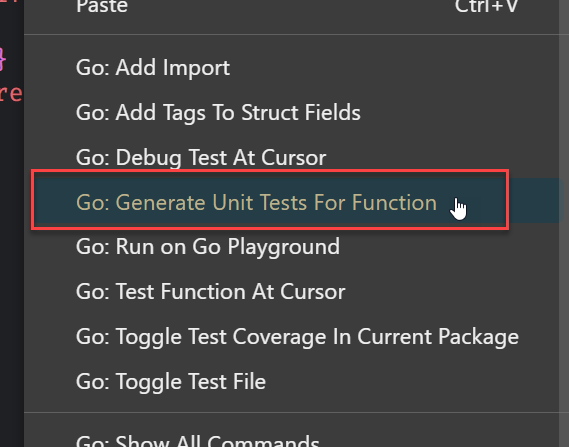 }
re
Paste Ctrl+V
Go: Add Import
Go: Add Tags To Struct Fields
Go: Debug Test At Cursor
Go: Generate Unit Tests For Function
Go: Run on Go Playground
Go: Test Function At Cursor
Go: Toggle Test Coverage In Current Package
Go: Toggle Test File
Go: Show All Commands